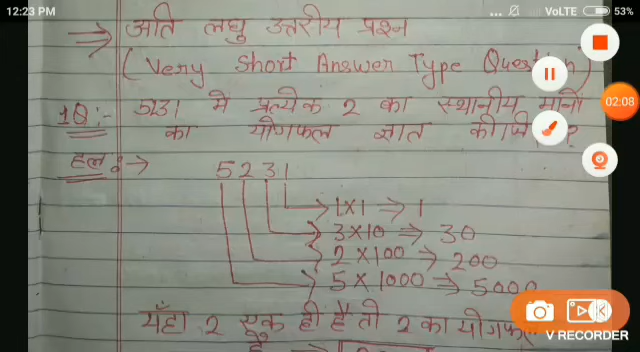 12:23 PM ... VoLTE 53%
⇒ अति लघु उत्तरीय प्रश्न
(Very Short Answer Type Question)
02:08
1Q:- 5231 में प्रत्येक 2 का स्थानीय मानों
का योगफल ज्ञात ?
हल :→
5231
1×1 ⇒ 1
3×10 ⇒ 30
2×100 ⇒ 200
5×1000 ⇒ 5000
यहाँ 2 एक ही है तो 2 का योगफल
है
V RECORDER